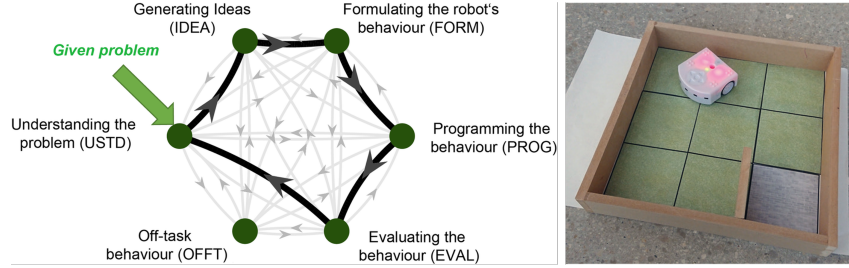 Generating Ideas
(IDEA)
Formulating the robot's
behaviour (FORM)
Given problem
Understanding the
problem (USTD)
Programming the
behaviour (PROG)
Off-task
behaviour (OFFT)
Evaluating the
behaviour (EVAL)